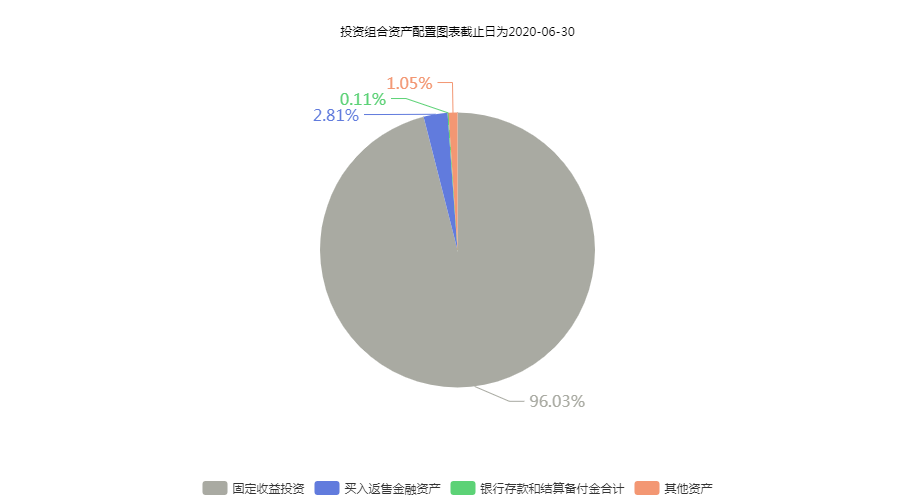 投资组合资产配置图表截止日为2020-06-30
1.05%
0.11%
2.81%
96.03%
固定收益投资 买入返售金融资产 银行存款和结算备付金合计 其他资产